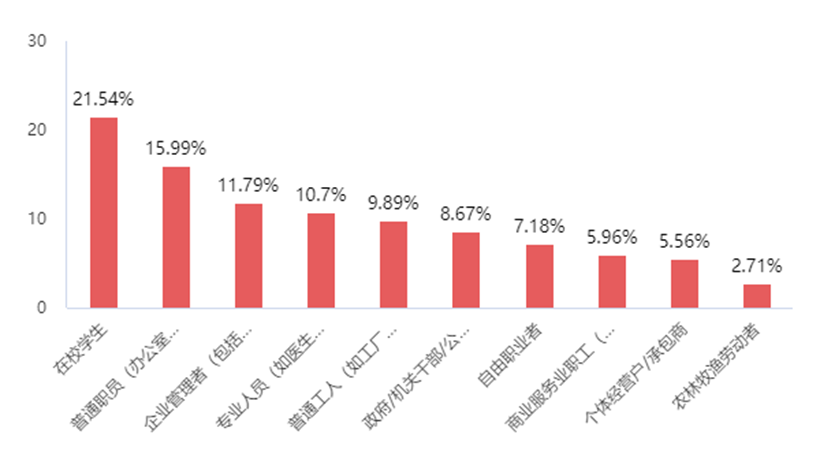 30
20
10
0
21.54%
15.99%
11.79%
10.7%
9.89%
8.67%
7.18%
5.96%
5.56%
2.71%
在校学生
普通职员（办公室...
企业管理者（包括...
专业人员（如医生...
普通工人（如工厂...
政府/机关干部/公...
自由职业者
商业服务业职工（...
个体经营户/承包商
农林牧渔劳动者